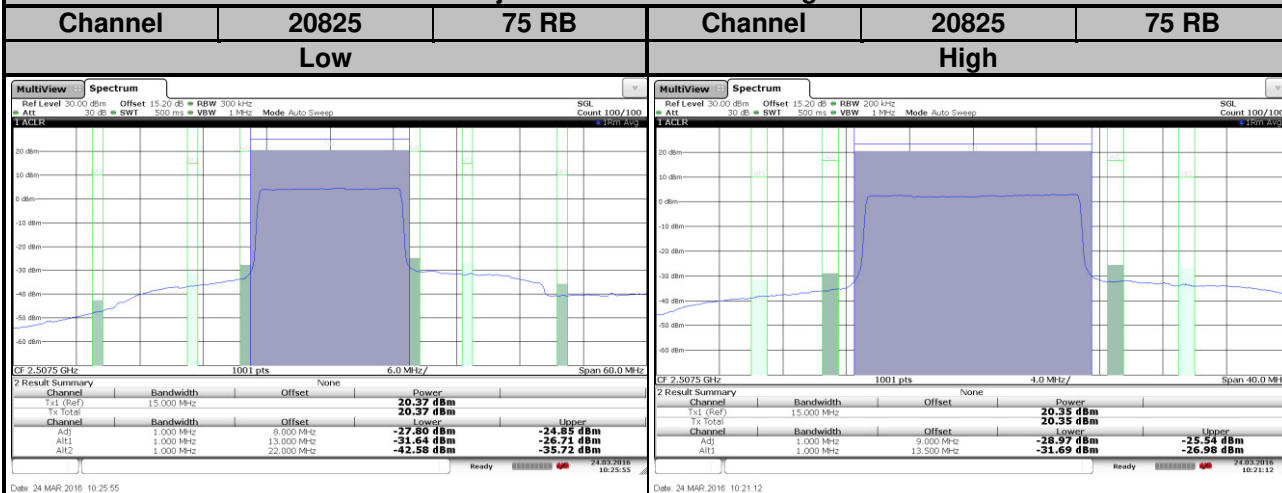 Channel 20825 75 RB Channel 20825 75 RB
Low High
MultiView Spectrum
Ref Level 30.00 dBm Offset 15.20 dB RBW 300 kHz SGL
Att 30 dB SWT 500 ms VBW 1 MHz Mode Auto Sweep Count 100/100
1 ACLR 1Rm Avg
20 dBm
10 dBm
0 dBm
-10 dBm
-20 dBm
-30 dBm
-40 dBm
-50 dBm
-60 dBm
CF 2.5075 GHz 1001 pts 6.0 MHz/ Span 60.0 MHz
2 Result Summary None
Channel Bandwidth Offset Power
Tx1 (Ref) 15.000 MHz 20.37 dBm
Tx Total 20.37 dBm
Channel Bandwidth Offset Lower Upper
Adj 1.000 MHz 8.000 MHz -27.80 dBm -24.85 dBm
Alt1 1.000 MHz 13.000 MHz -31.64 dBm -26.71 dBm
Alt2 1.000 MHz 22.000 MHz -42.58 dBm -35.72 dBm
Ready 24.03.2016
10:25:55
Date: 24.MAR.2016 10:25:55
MultiView Spectrum
Ref Level 30.00 dBm Offset 15.20 dB RBW 200 kHz SGL
Att 30 dB SWT 500 ms VBW 1 MHz Mode Auto Sweep Count 100/100
1 ACLR 1Rm Avg
20 dBm
10 dBm
0 dBm
-10 dBm
-20 dBm
-30 dBm
-40 dBm
-50 dBm
-60 dBm
CF 2.5075 GHz 1001 pts 4.0 MHz/ Span 40.0 MH
2 Result Summary None
Channel Bandwidth Offset Power
Tx1 (Ref) 15.000 MHz 20.35 dBm
Tx Total 20.35 dBm
Channel Bandwidth Offset Lower Upper
Adj 1.000 MHz 9.000 MHz -28.97 dBm -25.54 dBm
Alt1 1.000 MHz 13.500 MHz -31.69 dBm -26.98 dBm
Ready 24.03.2016
10:21:12
Date: 24.MAR.2016 10:21:12